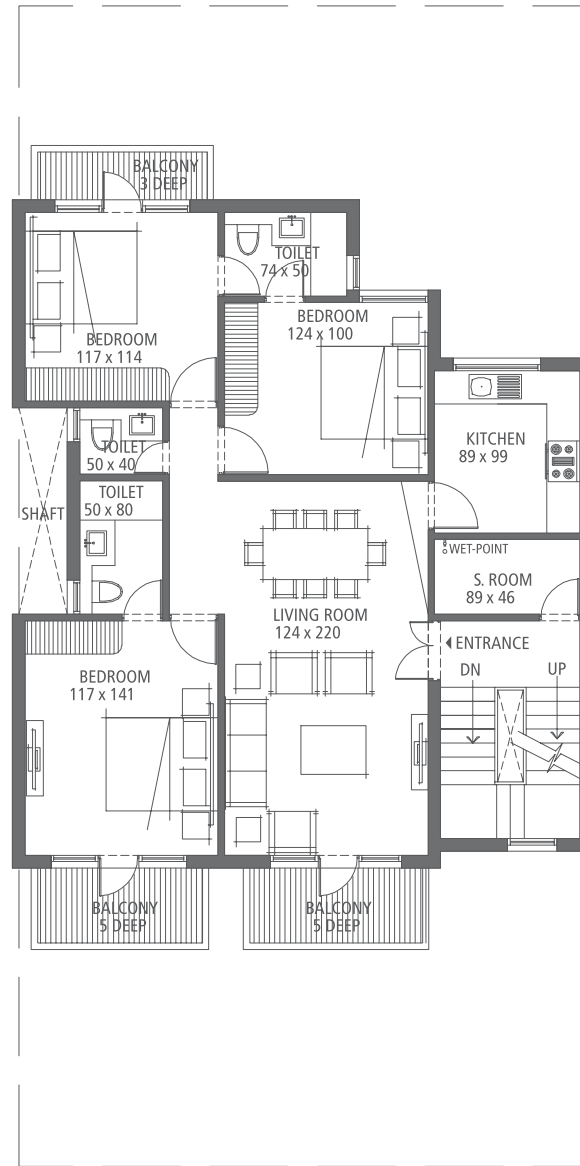 BALCONY
3 DEEP
TOILET
74 x 50
BEDROOM
124 x 100
BEDROOM
117 x 114
KITCHEN
89 x 99
TOILET
50 x 40
TOILET
50 x 80
SHAFT
WET-POINT
S. ROOM
89 x 46
LIVING ROOM
124 x 220
ENTRANCE
DN
UP
BEDROOM
117 x 141
BALCONY
5 DEEP
BALCONY
5 DEEP